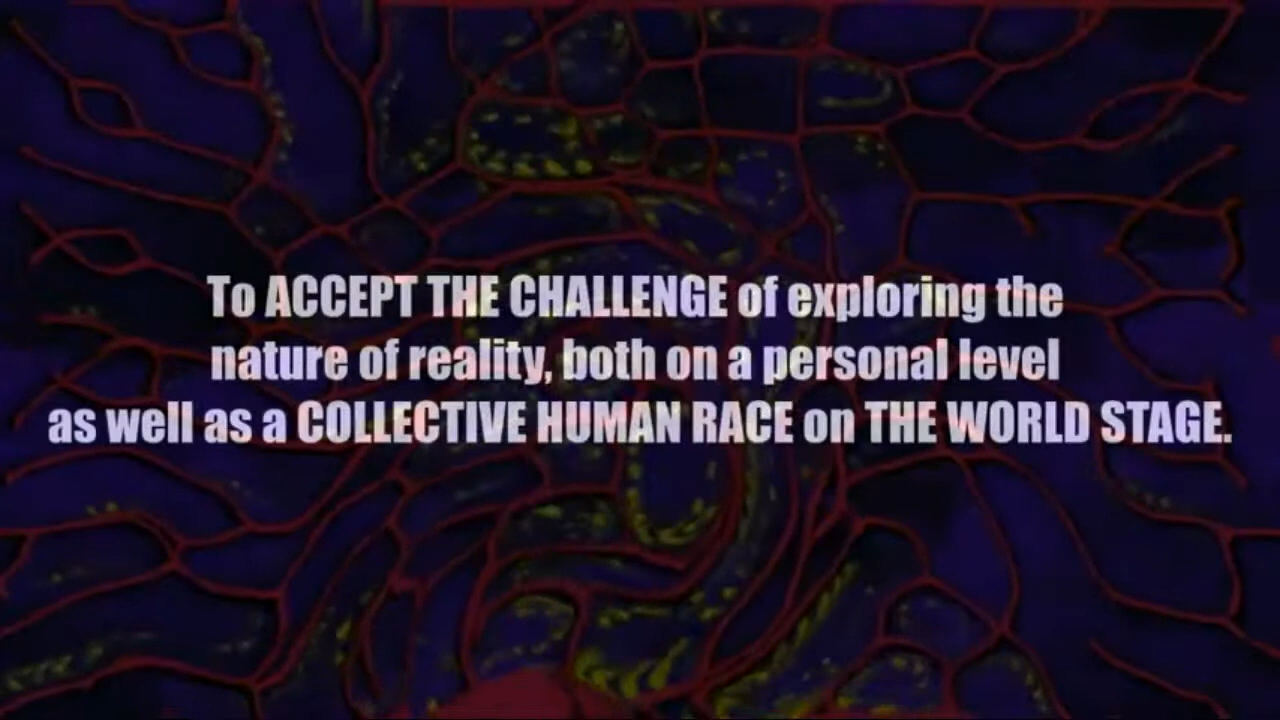 To ACCEPT THE CHALLENGE of exploring the
nature of reality, both on a personal level
as well as a COLLECTIVE HUMAN RACE on THE WORLD STAGE.